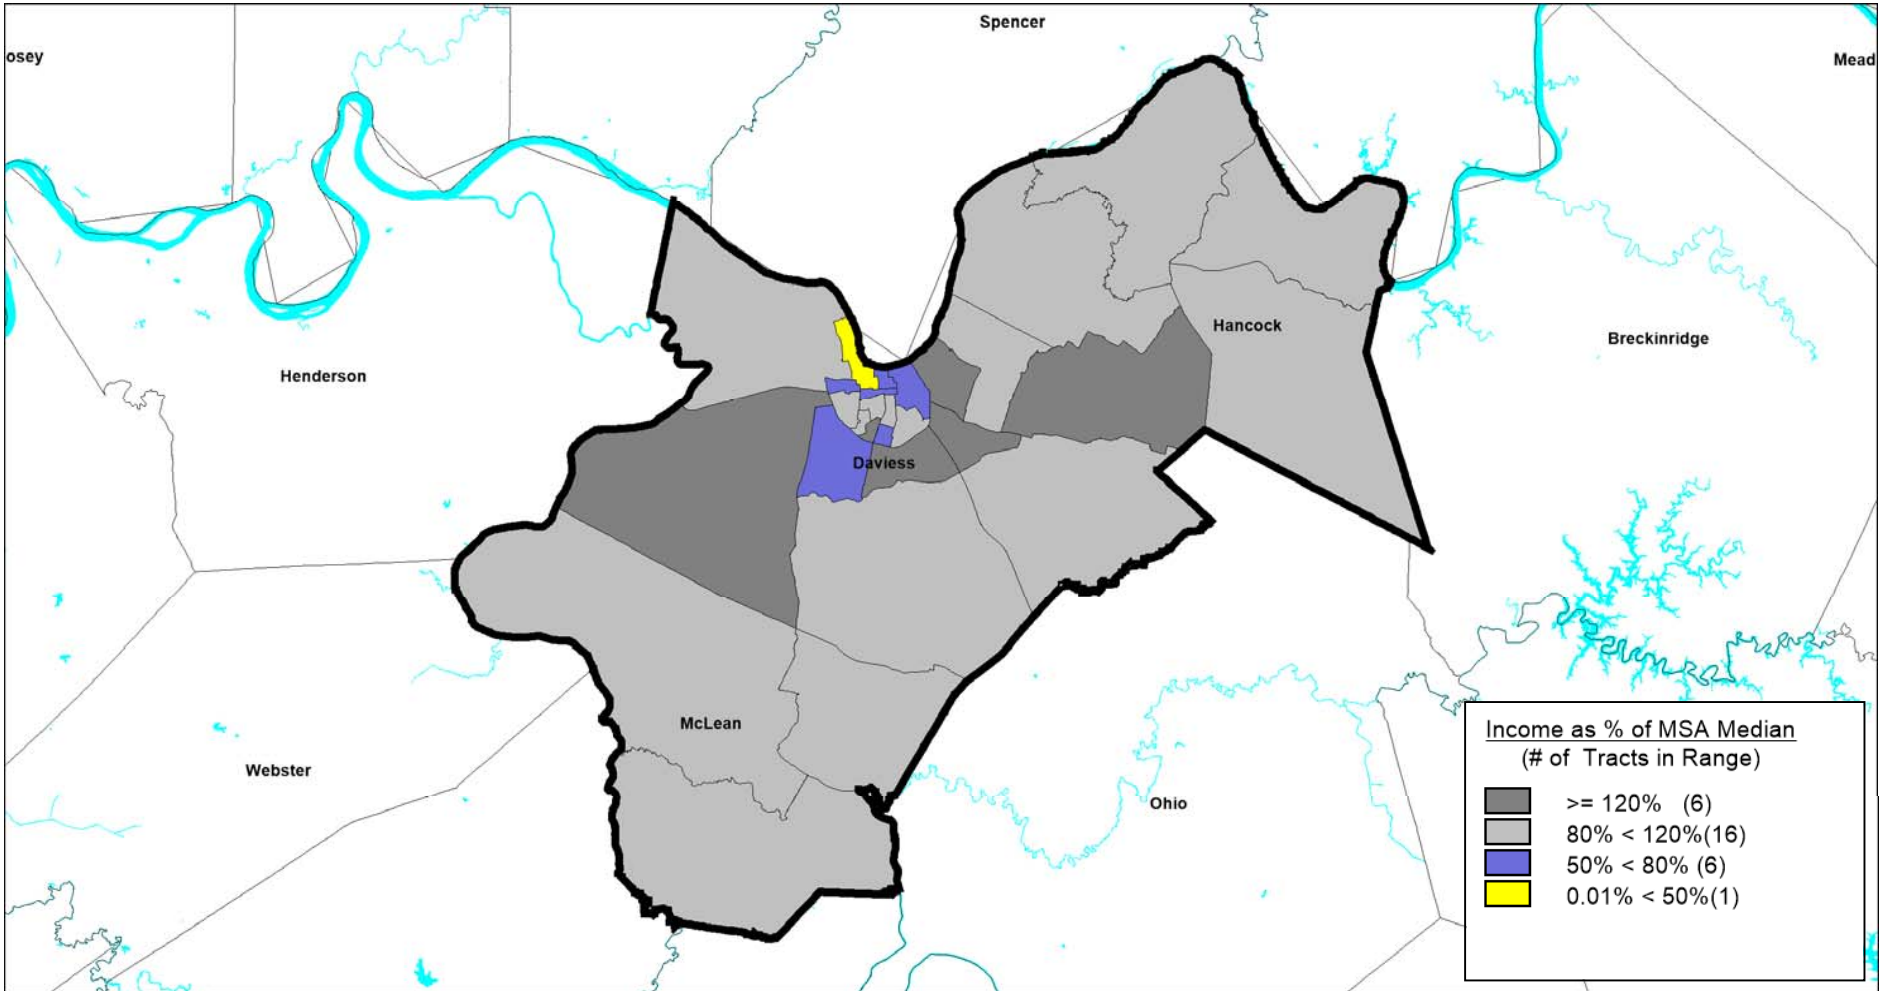 Spencer
osey
Mead
Hancock
Breckinridge
Henderson
Daviess
McLean
Webster
Ohio
Income as % of MSA Median
(# of Tracts in Range)
>= 120% (6)
80% < 120%(16)
50% < 80% (6)
0.01% < 50%(1)